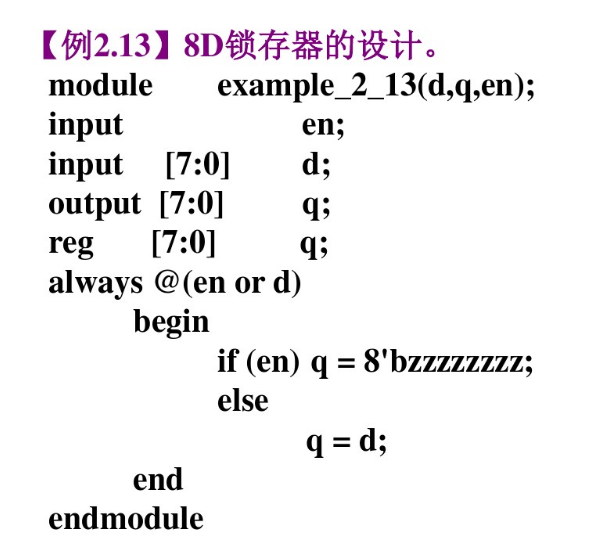 【例2.13】8D锁存器的设计。
module example_2_13(d,q,en);
input en;
input [7:0] d;
output [7:0] q;
reg [7:0] q;
always @(en or d)
begin
if (en) q = 8'bzzzzzzzz;
else
q = d;
end
endmodule